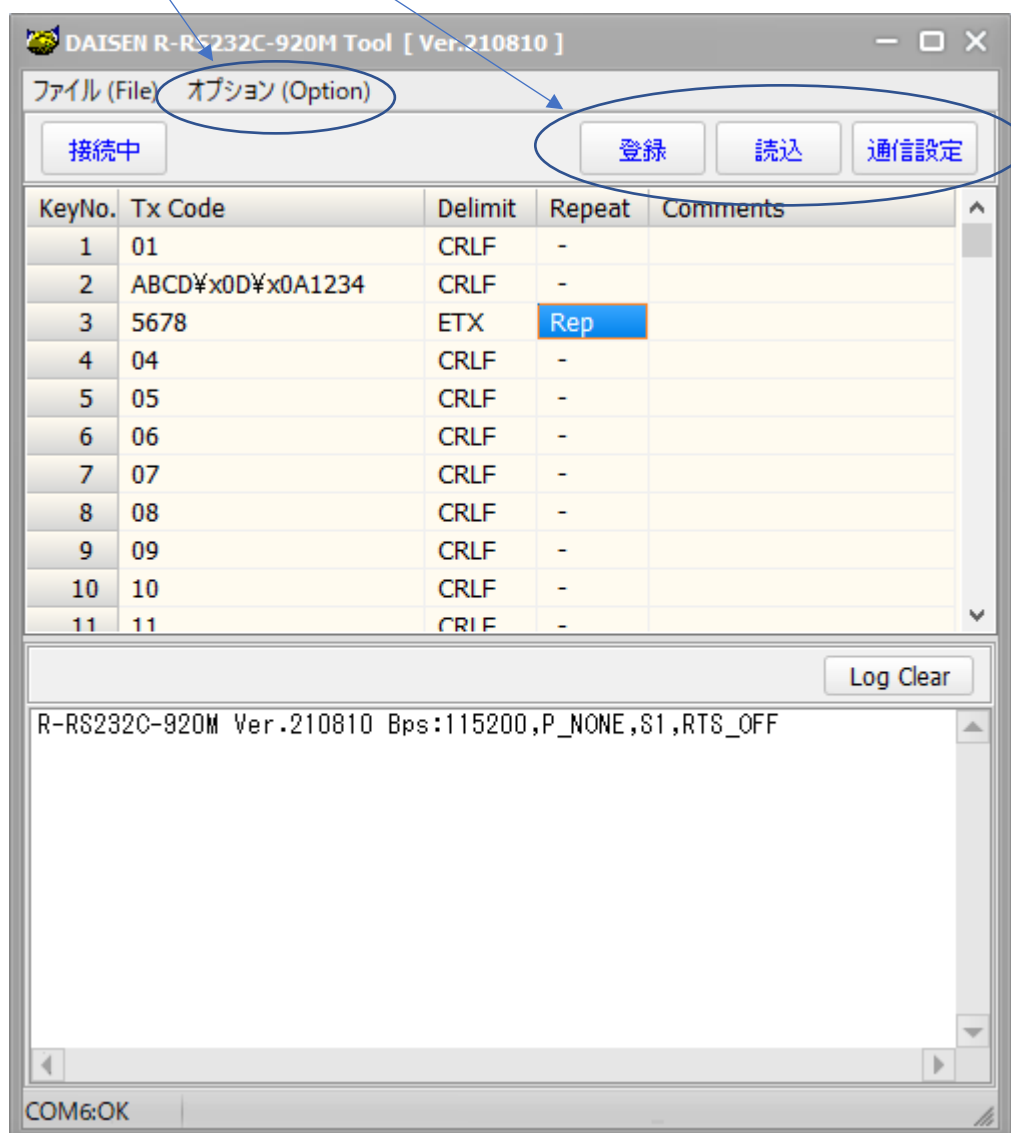 DAISEN R-RS232C-920M Tool [ Ver.210810 ]
ファイル (File) オプション (Option)
接続中 登録 読込 通信設定
KeyNo. Tx Code Delimit Repeat Comments
1 01 CRLF -
2 ABCD¥x0D¥x0A1234 CRLF -
3 5678 ETX Rep
4 04 CRLF -
5 05 CRLF -
6 06 CRLF -
7 07 CRLF -
8 08 CRLF -
9 09 CRLF -
10 10 CRLF -
11 11 CRLF -
Log Clear
R-RS232C-920M Ver.210810 Bps:115200,P_NONE,S1,RTS_OFF
COM6:OK